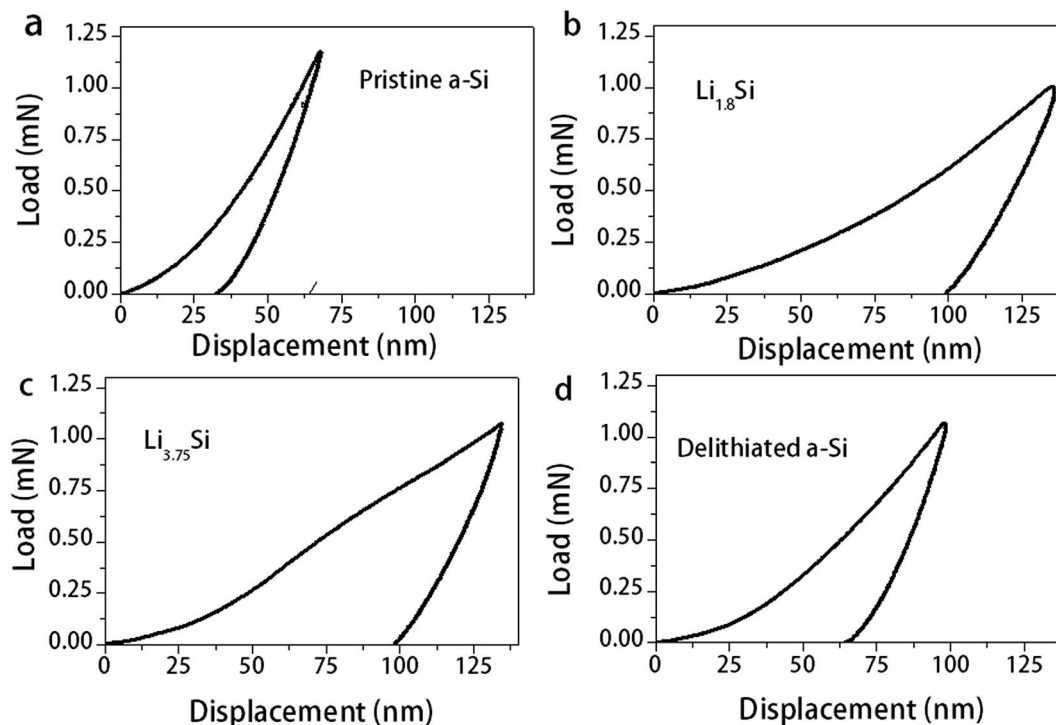 a
Pristine a-Si
Load (mN)
1.25
1.00
0.75
0.50
0.25
0.00
0 25 50 75 100 125
Displacement (nm)
b
Li1.8Si
Load (mN)
1.25
1.00
0.75
0.50
0.25
0.00
0 25 50 75 100 125
Displacement (nm)
c
Li3.75Si
Load (mN)
1.25
1.00
0.75
0.50
0.25
0.00
0 25 50 75 100 125
Displacement (nm)
d
Delithiated a-Si
Load (mN)
1.25
1.00
0.75
0.50
0.25
0.00
0 25 50 75 100 125
Displacement (nm)